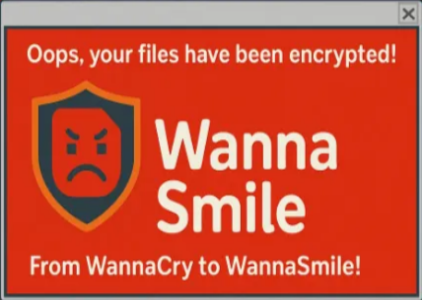 Oops, your files have been encrypted!
Wanna
Smile
From WannaCry to WannaSmile!